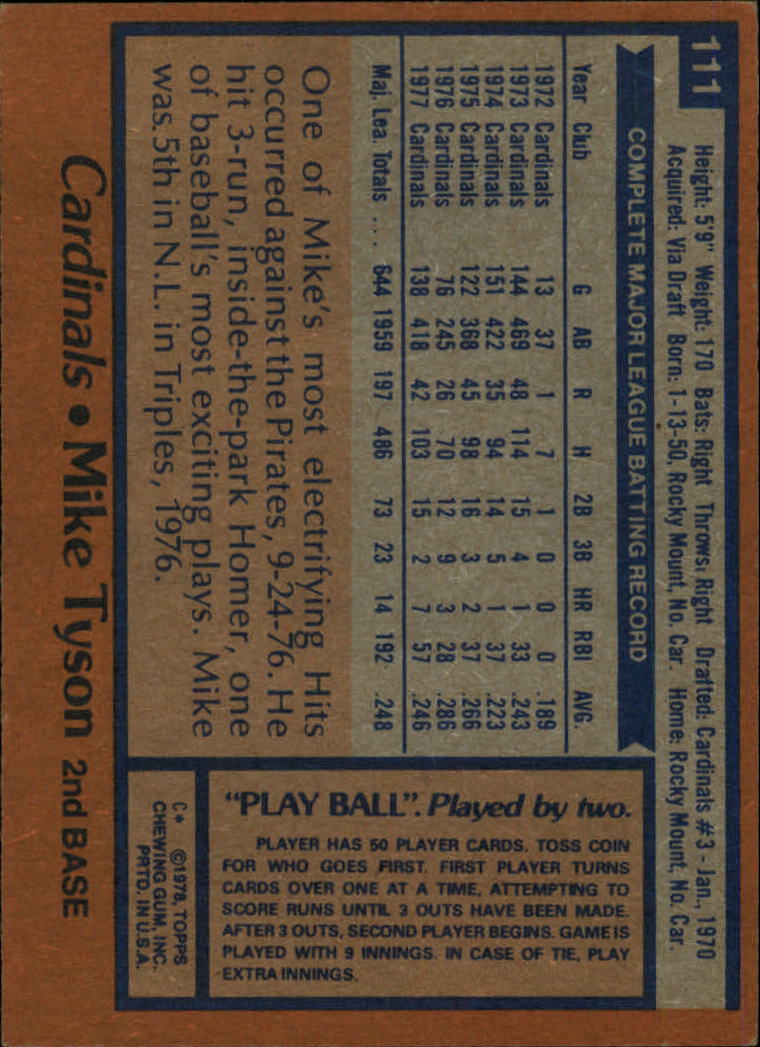 111
Height: 5'9" Weight: 170 Bats: Right Throws: Right Drafted: Cardinals #3 - Jan., 1970
Acquired: Via Draft Born: 1-13-50, Rocky Mount, No. Car. Home: Rocky Mount, No. Car.
COMPLETE MAJOR LEAGUE BATTING RECORD
Year Club G AB R H 2B 3B HR RBI AVG.
1972 Cardinals 13 37 1 7 1 0 0 0 .189
1973 Cardinals 144 469 48 114 15 4 1 33 .243
1974 Cardinals 151 422 35 94 14 5 1 37 .223
1975 Cardinals 122 368 45 98 16 3 2 37 .266
1976 Cardinals 76 245 26 70 12 9 3 28 .286
1977 Cardinals 138 418 42 103 15 2 7 57 .246
Maj. Lea. Totals ... 644 1959 197 486 73 23 14 192 .248
One of Mike's most electrifying Hits
occurred against the Pirates, 9-24-76. He
hit 3-run, inside-the-park Homer, one
of baseball's most exciting plays. Mike
was 5th in N.L. in Triples, 1976.
"PLAY BALL". Played by two.
PLAYER HAS 50 PLAYER CARDS. TOSS COIN
FOR WHO GOES FIRST. FIRST PLAYER TURNS
CARDS OVER ONE AT A TIME, ATTEMPTING TO
SCORE RUNS UNTIL 3 OUTS HAVE BEEN MADE.
AFTER 3 OUTS, SECOND PLAYER BEGINS. GAME IS
PLAYED WITH 9 INNINGS. IN CASE OF TIE, PLAY
EXTRA INNINGS.
C* ©1978, TOPPS
CHEWING GUM, INC.
PRTD. IN U.S.A.
Cardinals • Mike Tyson 2nd BASE